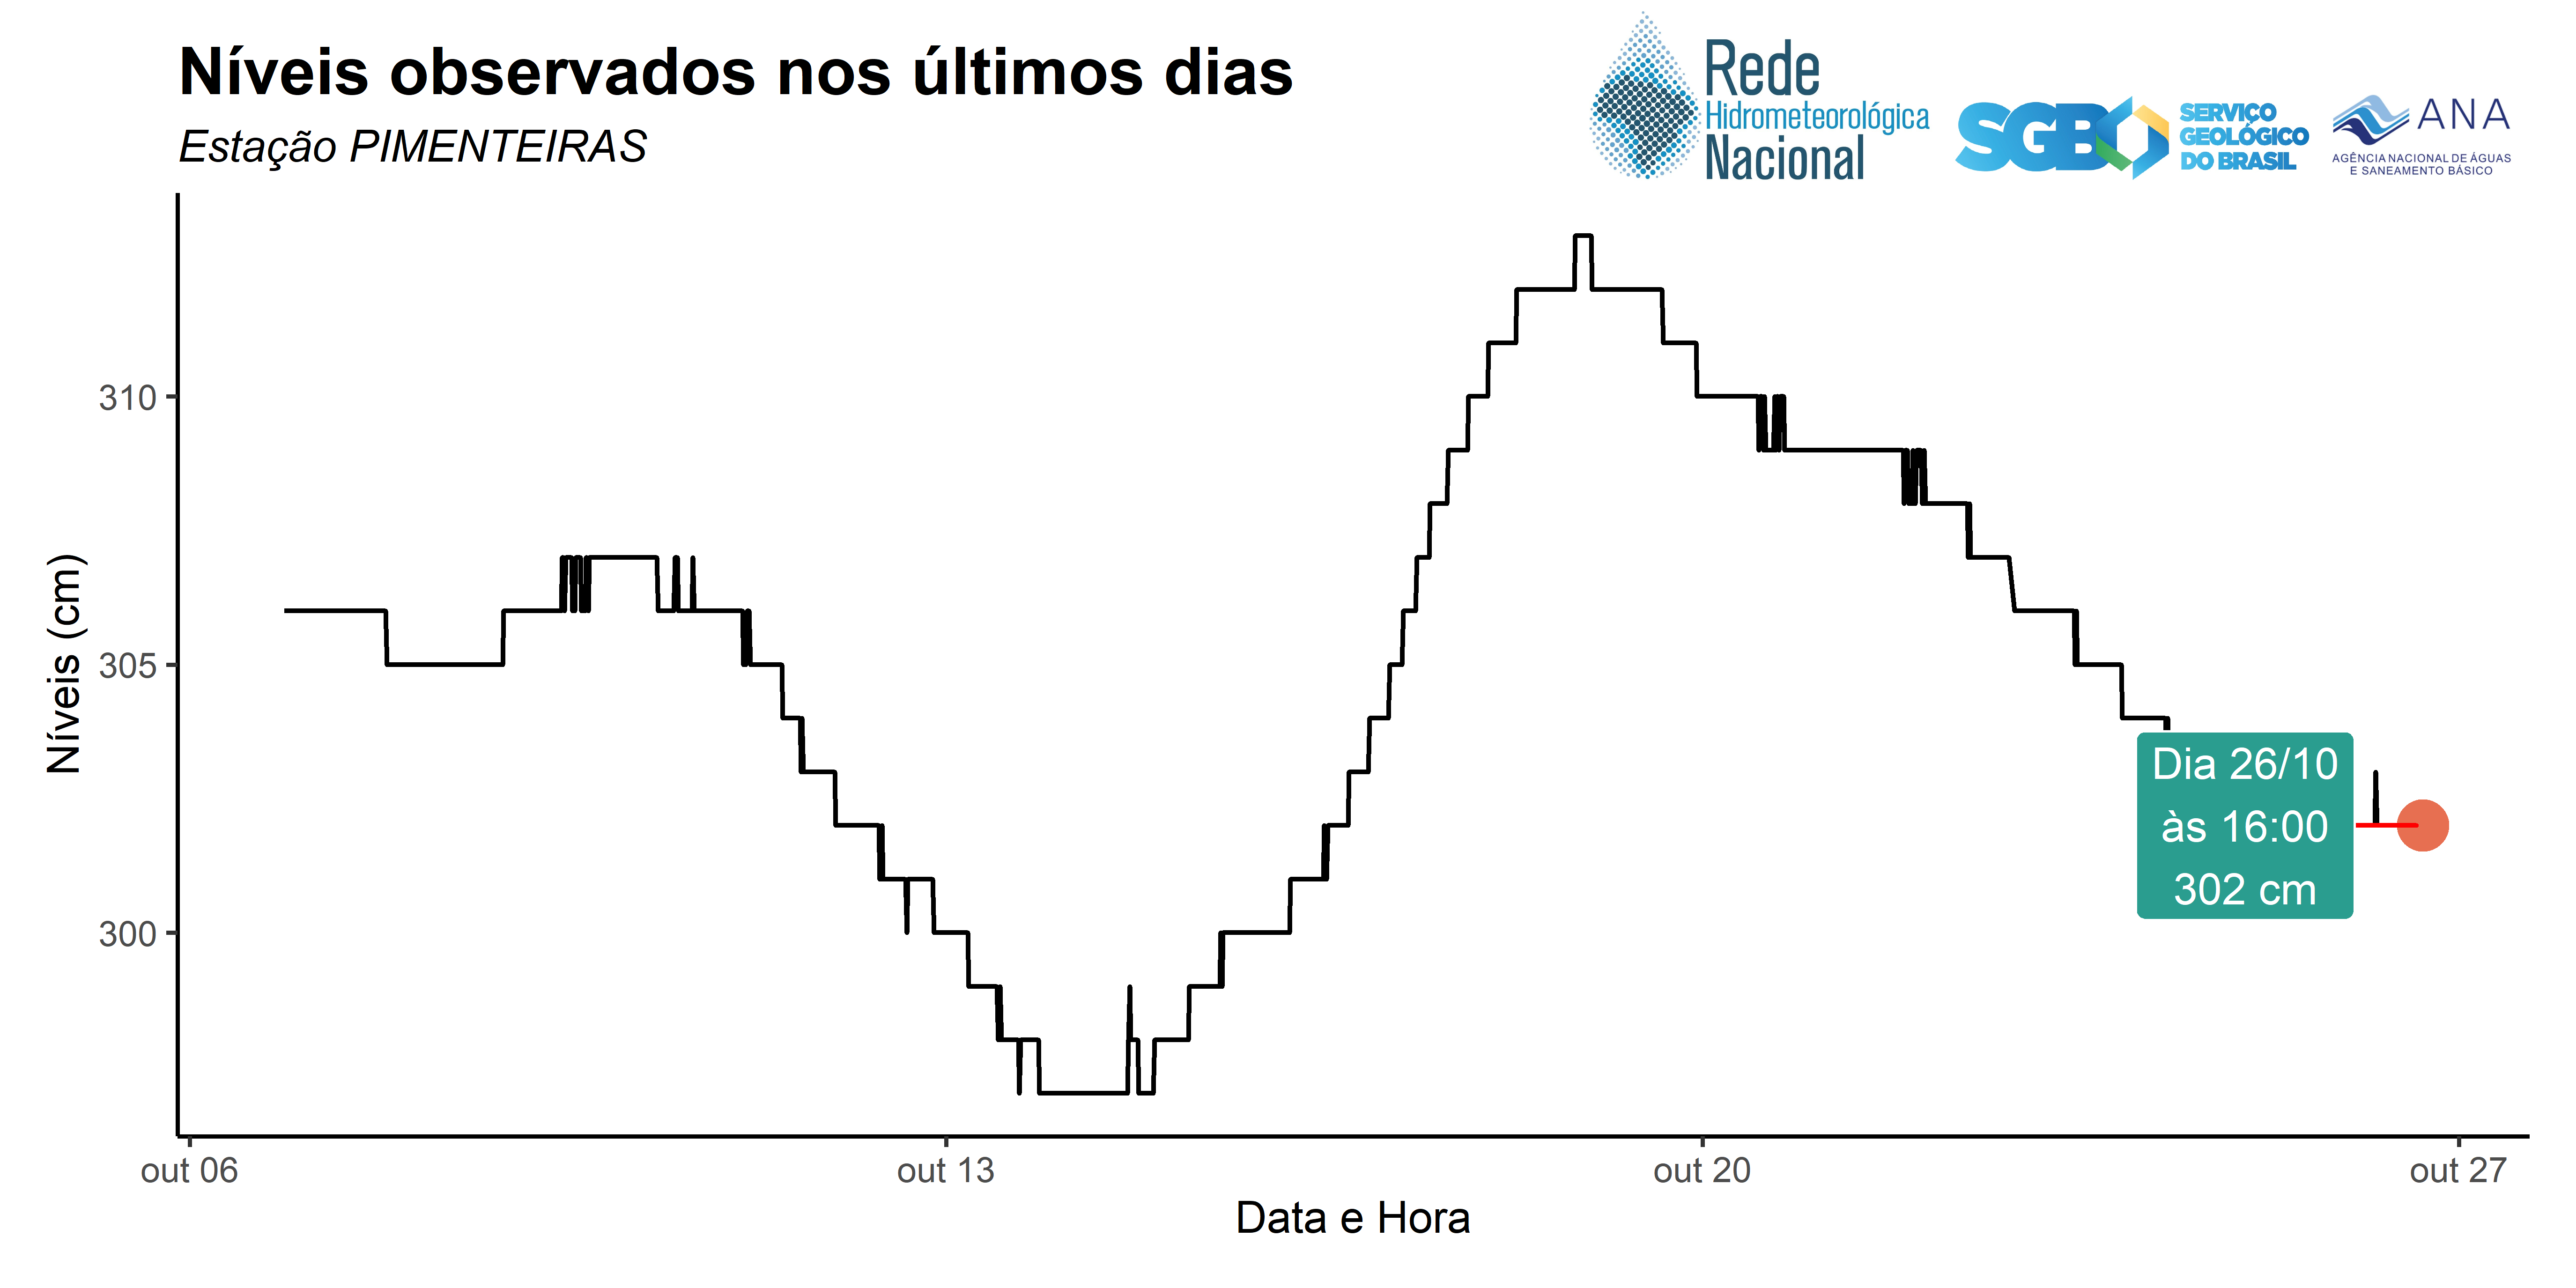 Níveis observados nos últimos dias
Estação PIMENTEIRAS
Rede
Hidrometeorológica
Nacional
SGB
SERVIÇO
GEOLÓGICO
DO BRASIL
ANA
AGÊNCIA NACIONAL DE ÁGUAS
E SANEAMENTO BÁSICO
Níveis (cm)
310
305
300
Dia 26/10
às 16:00
302 cm
out 06
out 13
out 20
out 27
Data e Hora